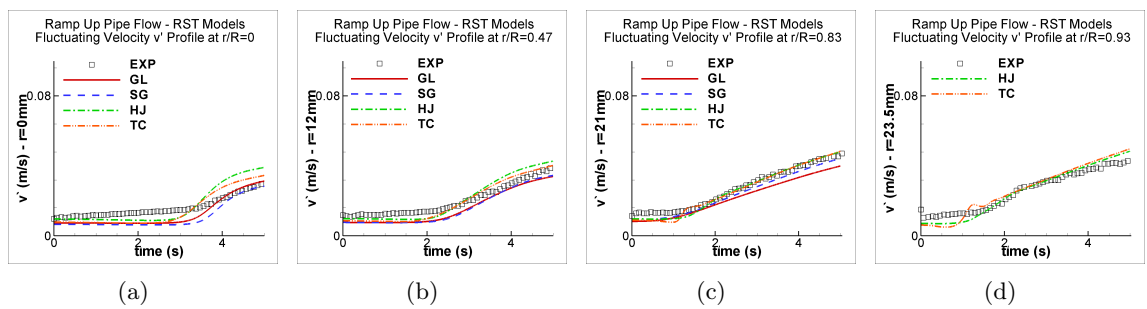 Ramp Up Pipe Flow - RST Models
Fluctuating Velocity v' Profile at r/R=0
EXP
GL
SG
HJ
TC
0.08
0
v` (m/s) - r=0mm
0 2 4
time (s)
(a)
Ramp Up Pipe Flow - RST Models
Fluctuating Velocity v' Profile at r/R=0.47
EXP
GL
SG
HJ
TC
0.08
0
v` (m/s) - r=12mm
0 2 4
time (s)
(b)
Ramp Up Pipe Flow - RST Models
Fluctuating Velocity v' Profile at r/R=0.83
EXP
GL
SG
HJ
TC
0.08
0
v` (m/s) - r=21mm
0 2 4
time (s)
(c)
Ramp Up Pipe Flow - RST Models
Fluctuating Velocity v' Profile at r/R=0.93
EXP
HJ
TC
0.08
0
v` (m/s) - r=23.5mm
0 2 4
time (s)
(d)